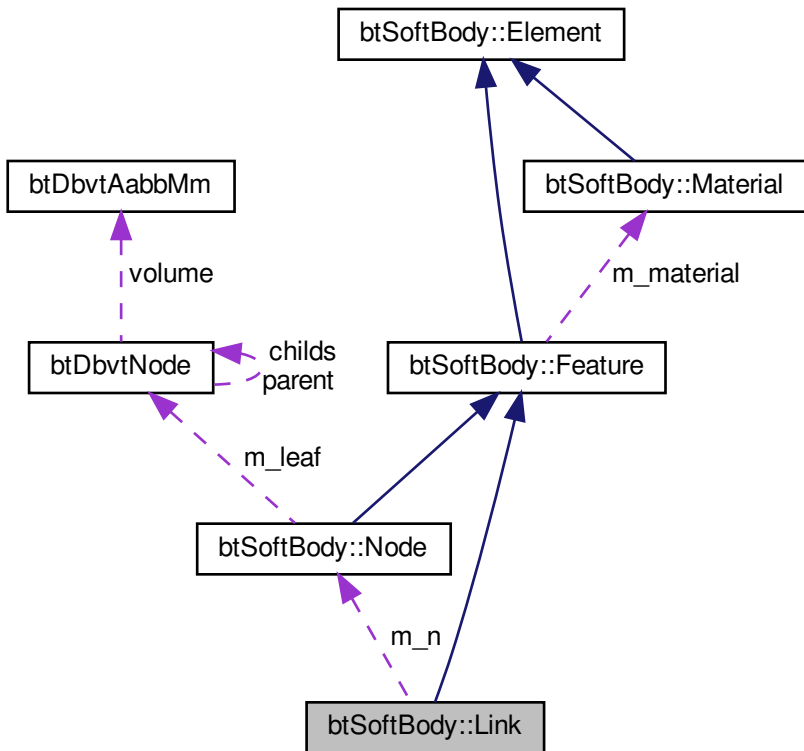 btSoftBody::Element
btDbvtAabbMm
btSoftBody::Material
volume
m_material
btDbvtNode
childs
parent
btSoftBody::Feature
m_leaf
btSoftBody::Node
m_n
btSoftBody::Link